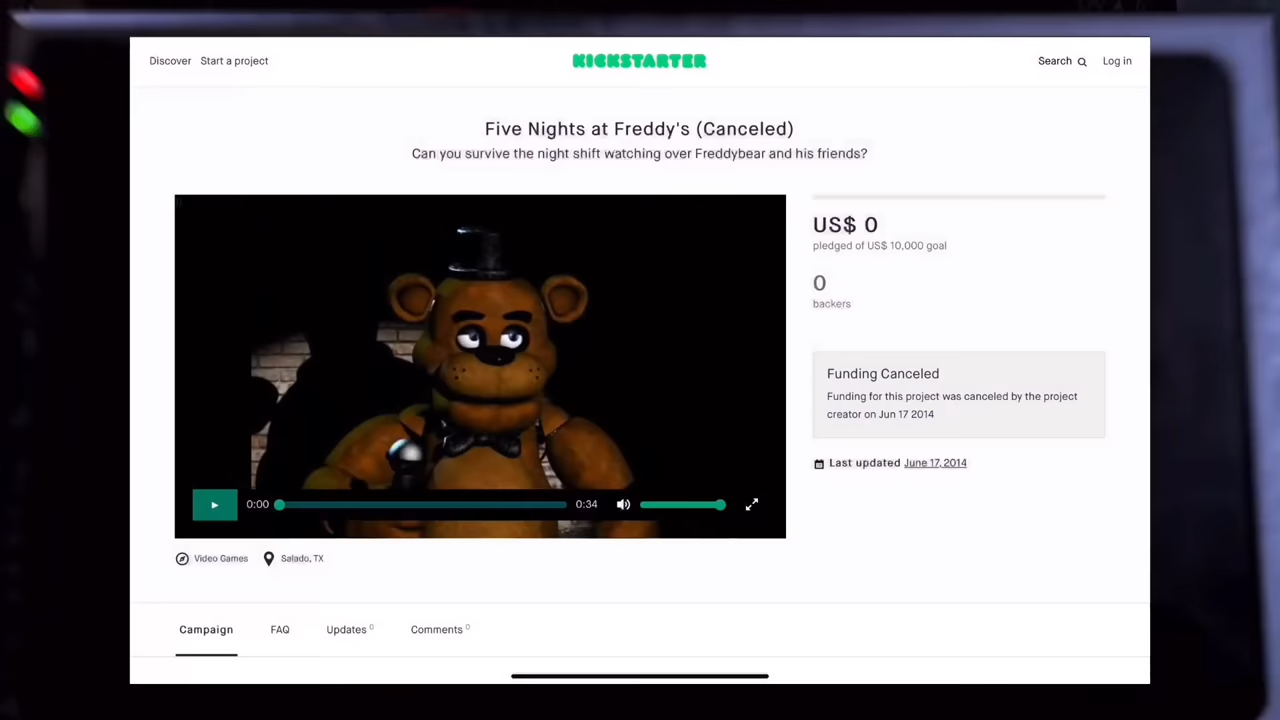 Discover Start a project KICKSTARTER Search Log in
Five Nights at Freddy's (Canceled)
Can you survive the night shift watching over Freddybear and his friends?
US$ 0
pledged of US$ 10,000 goal
0
backers
Funding Canceled
Funding for this project was canceled by the project
creator on Jun 17 2014
Last updated June 17, 2014
0:00 0:34
Video Games Salado, TX
Campaign FAQ Updates 0 Comments 0